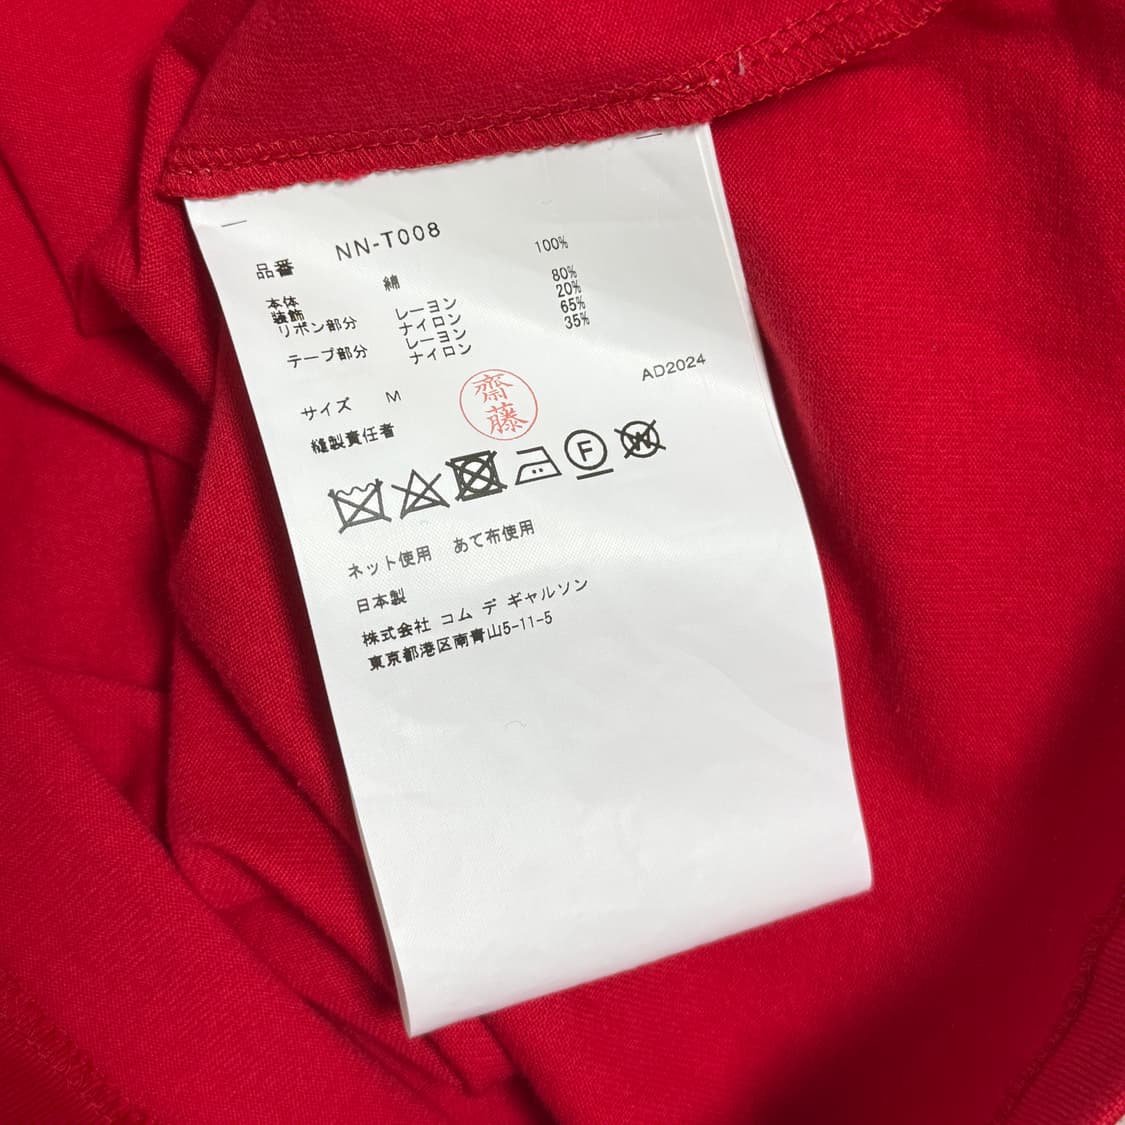 品番 NN-T008
本体 綿 100%
装飾
リボン部分 レーヨン 80%
ナイロン 20%
テープ部分 レーヨン 65%
ナイロン 35%
サイズ M AD2024
縫製責任者 齋藤
F W
ネット使用 あて布使用
日本製
株式会社 コム デ ギャルソン
東京都港区南青山5-11-5